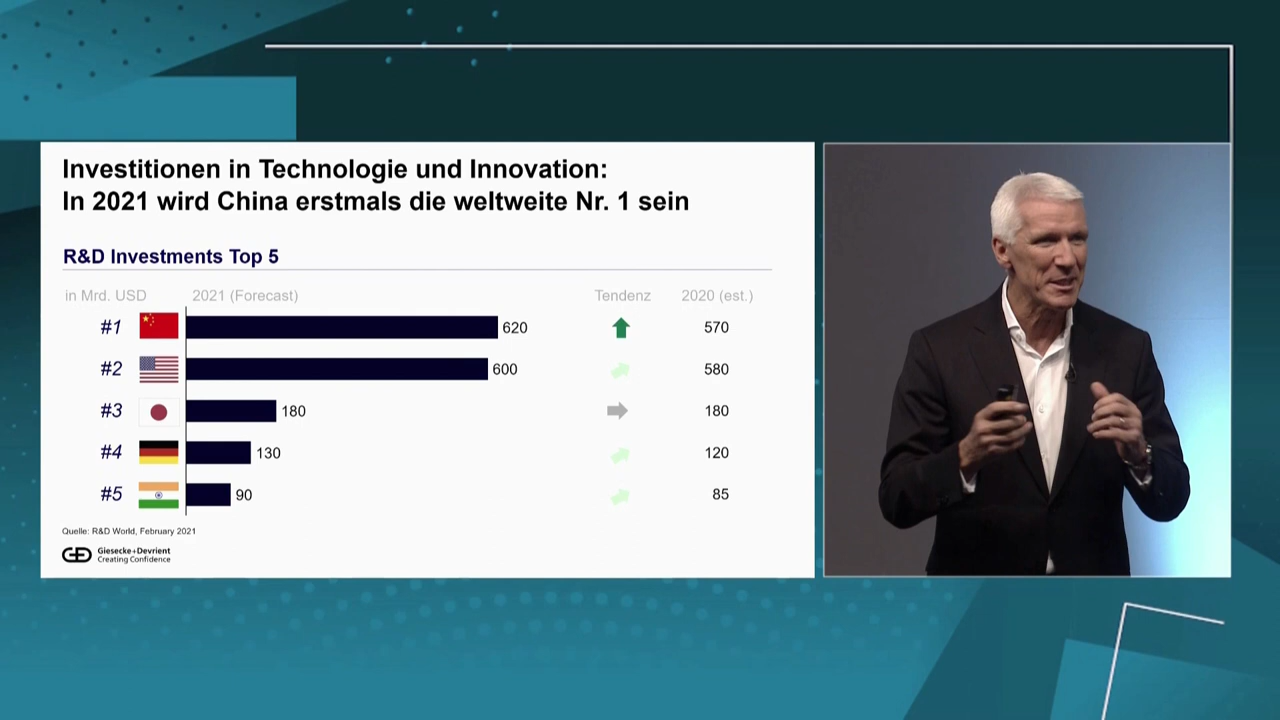 Investitionen in Technologie und Innovation:
In 2021 wird China erstmals die weltweite Nr. 1 sein
R&D Investments Top 5
in Mrd. USD 2021 (Forecast) Tendenz 2020 (est.)
#1 620 570
#2 600 580
#3 180 180
#4 130 120
#5 90 85
Quelle: R&D World, February 2021
Giesecke+Devrient
Creating Confidence